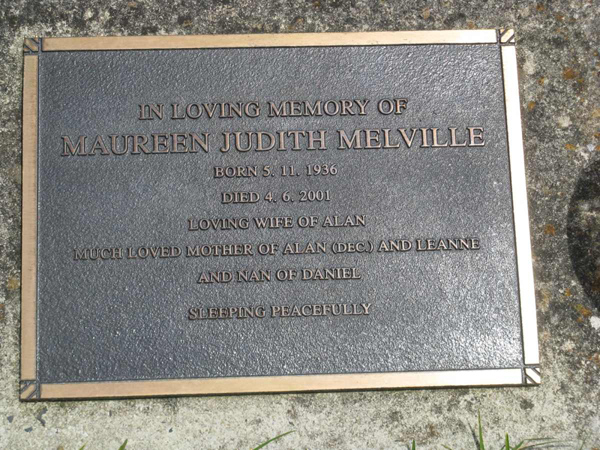 IN LOVING MEMORY OF
MAUREEN JUDITH MELVILLE
BORN 5. 11. 1936
DIED 4. 6. 2001
LOVING WIFE OF ALAN
MUCH LOVED MOTHER OF ALAN (DEC.) AND LEANNE
AND NAN OF DANIEL
SLEEPING PEACEFULLY